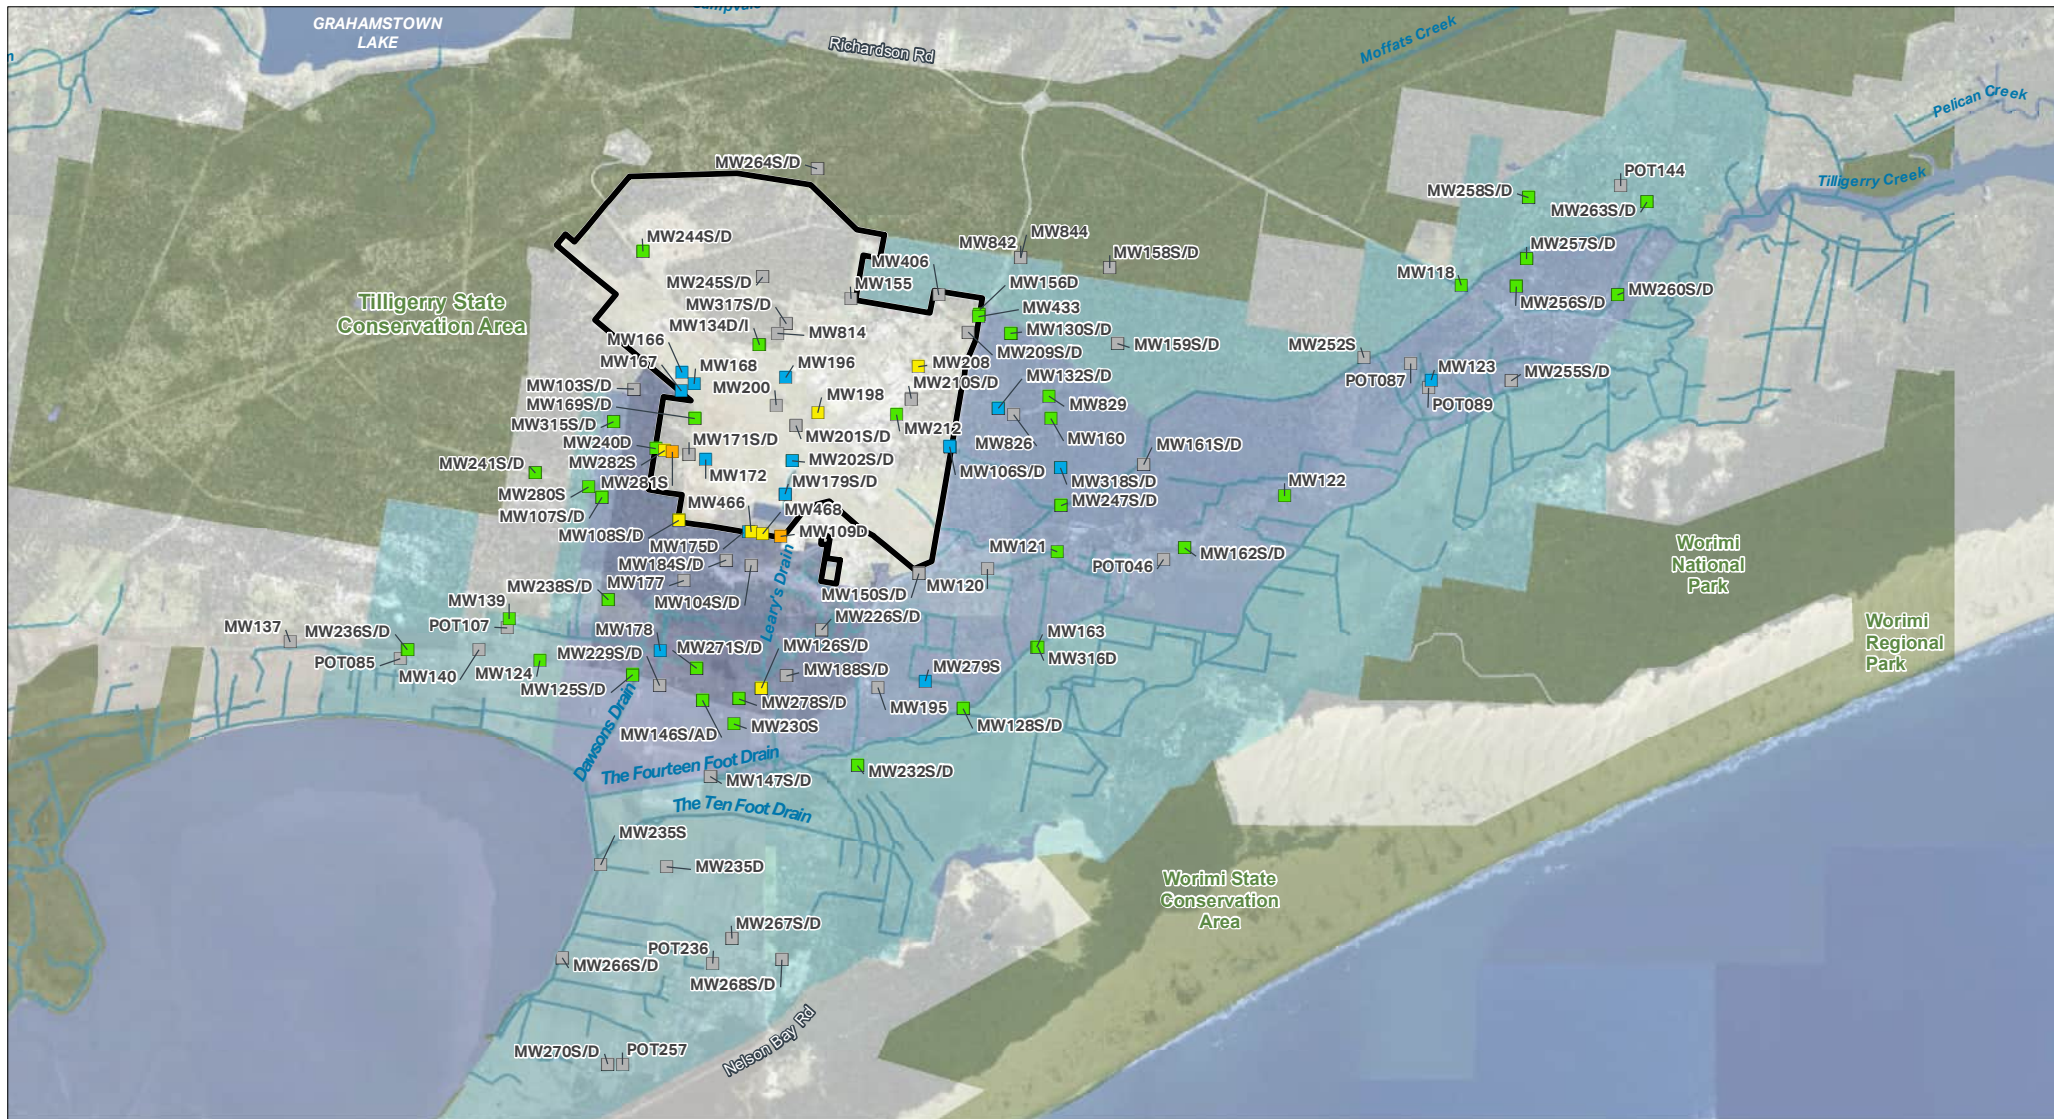 GRAHAMSTOWN
LAKE
Richardson Rd
Moffats Creek
Pelican Creek
Tilligerry Creek
MW264S/D
POT144
MW258S/D
MW263S/D
MW244S/D
MW842
MW844
MW158S/D
MW257S/D
MW406
MW118
MW245S/D
MW155
MW156D
MW256S/D
MW260S/D
Tilligerry State
Conservation Area
MW317S/D
MW433
MW134D/I
MW814
MW130S/D
MW166
MW159S/D
MW252S
MW209S/D
MW167
MW168
MW196
MW208
MW132S/D
MW123
MW255S/D
POT087
MW103S/D
MW200
MW210S/D
MW169S/D
MW198
MW829
POT089
MW315S/D
MW212
MW201S/D
MW826
MW160
MW240D
MW171S/D
MW161S/D
MW282S
MW241S/D
MW202S/D
MW106S/D
MW281S
MW172
MW318S/D
MW280S
MW179S/D
MW122
MW107S/D
MW466
MW468
MW247S/D
MW108S/D
MW109D
MW175D
MW121
MW162S/D
MW184S/D
POT046
Worimi
National
Park
MW238S/D
MW177
MW104S/D
Leary's Drain
MW150S/D
MW120
MW139
MW137
MW236S/D
POT107
MW178
MW226S/D
MW163
Worimi
Regional
Park
MW271S/D
MW126S/D
MW229S/D
MW316D
POT085
MW140
MW124
MW188S/D
MW279S
MW125S/D
MW278S/D
MW195
Dawsons Drain
MW146S/AD
MW230S
MW128S/D
The Fourteen Foot Drain
MW232S/D
MW147S/D
The Ten Foot Drain
MW235S
MW235D
Worimi State
Conservation
Area
MW267S/D
POT236
MW266S/D
MW268S/D
Nelson Bay Rd
MW270S/D
POT257